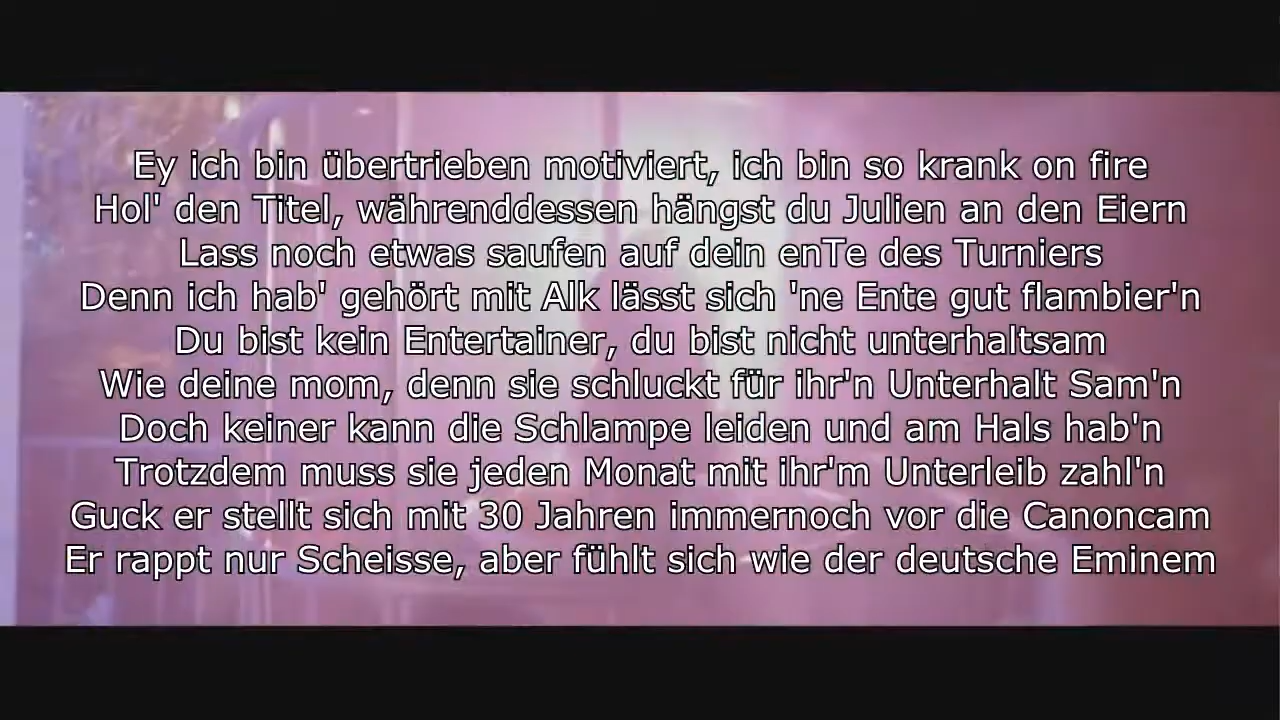 Ey ich bin übertrieben motiviert, ich bin so krank on fire
Hol' den Titel, währenddessen hängst du Julien an den Eiern
Lass noch etwas saufen auf dein enTe des Turniers
Denn ich hab' gehört mit Alk lässt sich 'ne Ente gut flambier'n
Du bist kein Entertainer, du bist nicht unterhaltsam
Wie deine mom, denn sie schluckt für ihr'n Unterhalt Sam'n
Doch keiner kann die Schlampe leiden und am Hals hab'n
Trotzdem muss sie jeden Monat mit ihr'm Unterleib zahl'n
Guck er stellt sich mit 30 Jahren immernoch vor die Canoncam
Er rappt nur Scheisse, aber fühlt sich wie der deutsche Eminem